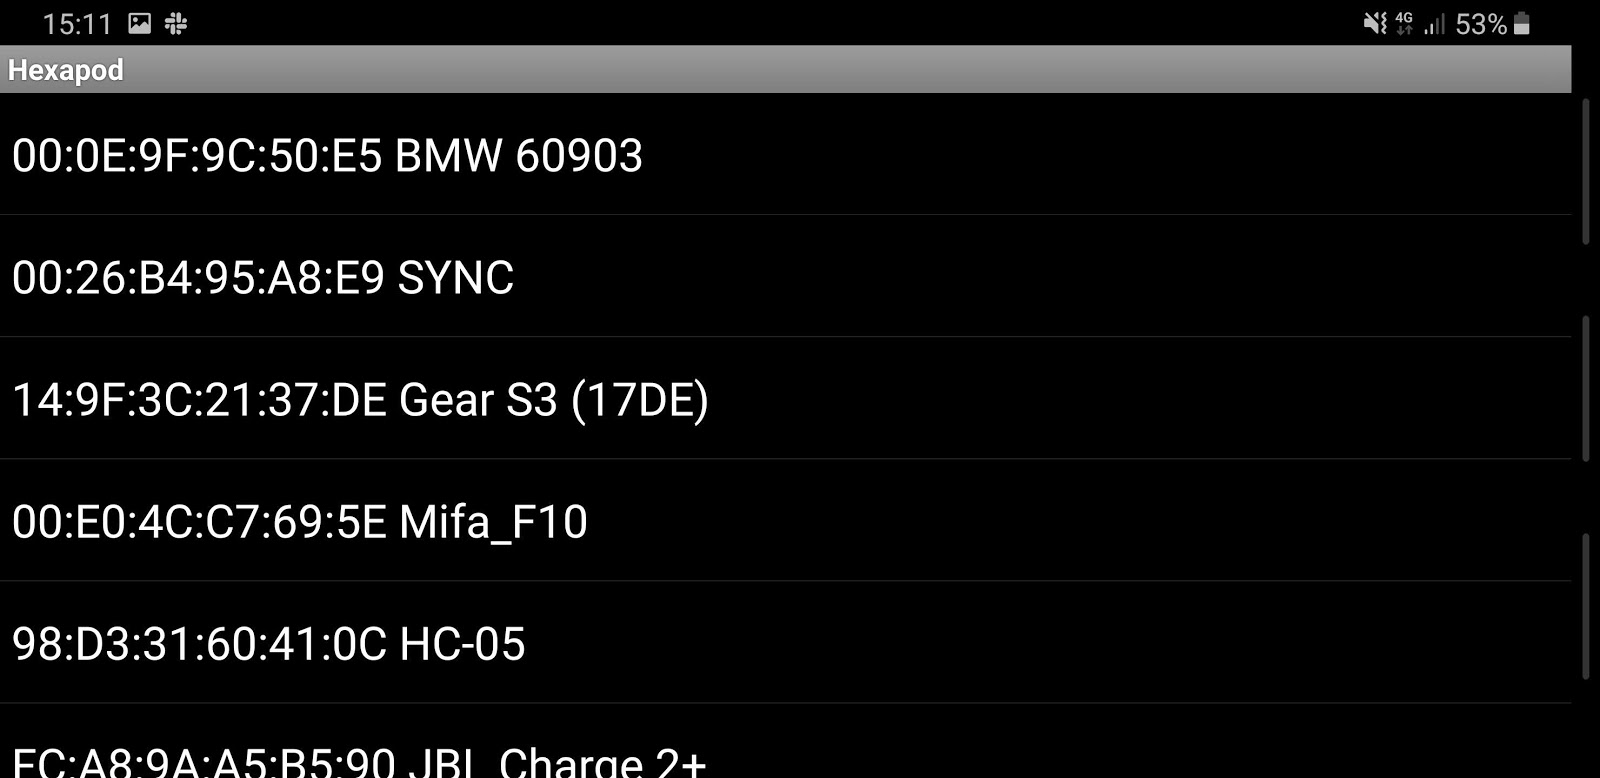 15:11 4G 53%
Hexapod
00:0E:9F:9C:50:E5 BMW 60903
00:26:B4:95:A8:E9 SYNC
14:9F:3C:21:37:DE Gear S3 (17DE)
00:E0:4C:C7:69:5E Mifa_F10
98:D3:31:60:41:0C HC-05
FC:A8:9A:A5:B5:90 JBL Charge 2+